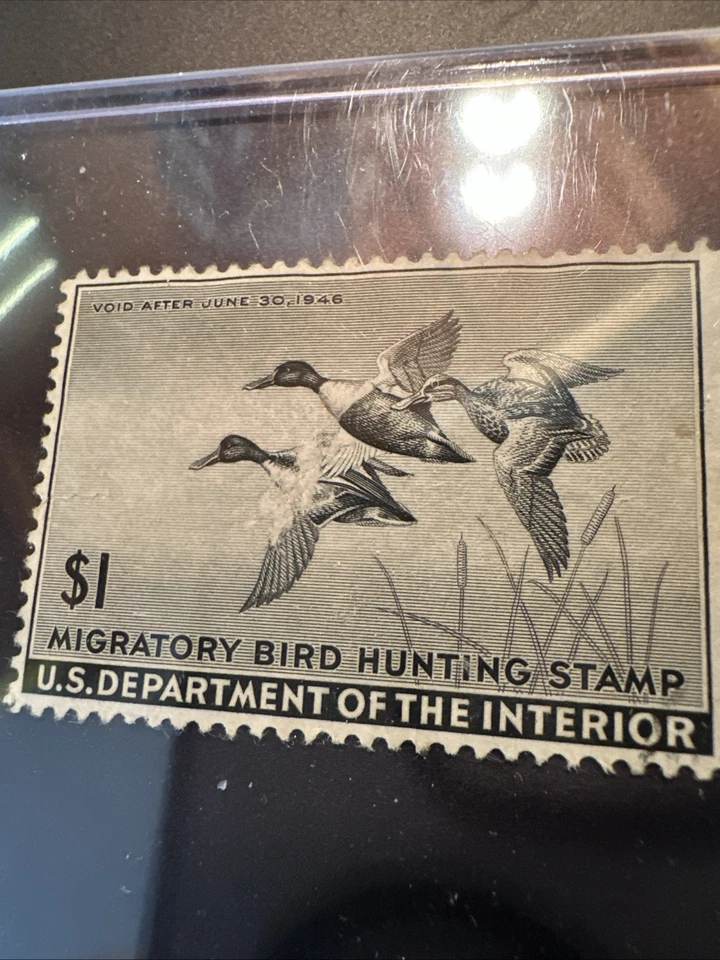 VOID AFTER JUNE 30, 1946
$1
MIGRATORY BIRD HUNTING STAMP
U.S. DEPARTMENT OF THE INTERIOR